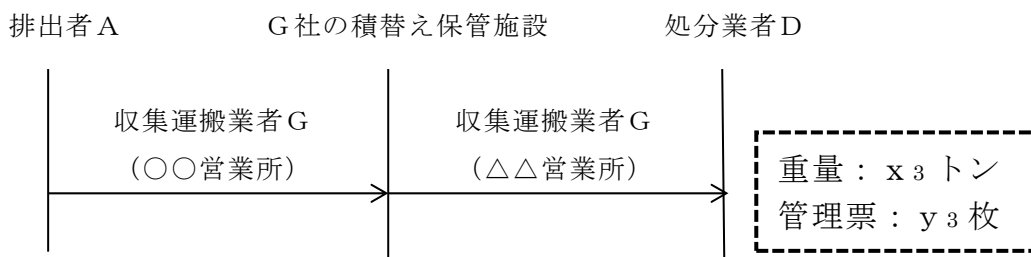 排出者A G社の積替え保管施設 処分業者D
収集運搬業者G 収集運搬業者G
(○○営業所) (△△営業所)
重量：x₃トン
管理票：y₃枚